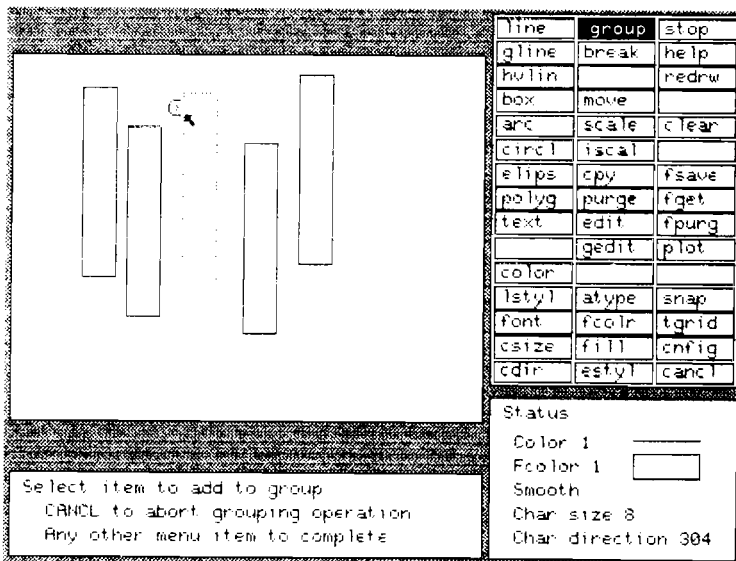 line group stop
gline break help
hvlin redrw
box move
arc scale clear
circl iscal
elips cpy fsave
polyg purge fget
text edit fpurg
gedit plot
color
lstyl atype snap
font fcolr tgrid
csize fill cnfig
cdir estyl cancl
Status
Color 1
Fcolor 1
Smooth
Char size 8
Char direction 304
Select item to add to group
CANCL to abort grouping operation
Any other menu item to complete